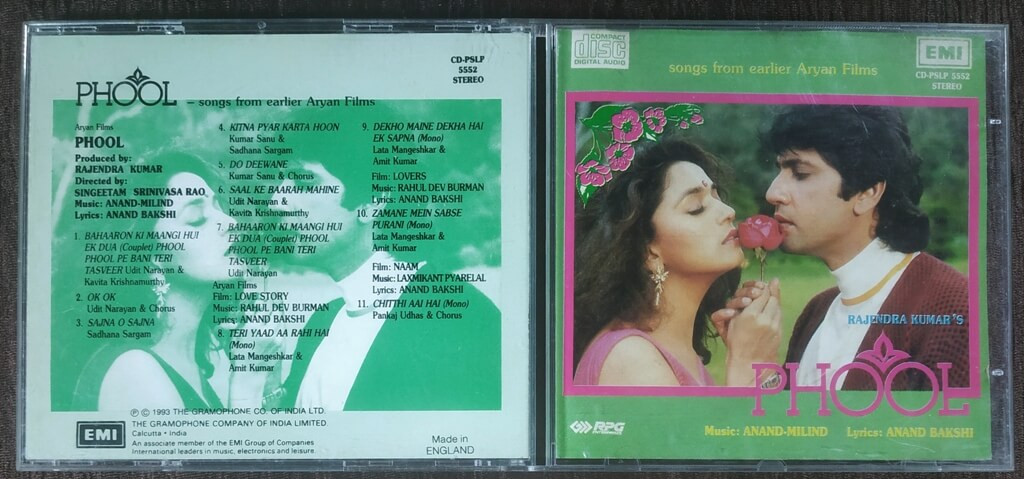 CD-PSLP
5552
STEREO
PHOOL – songs from earlier Aryan Films
Aryan Films
PHOOL
Produced by:
RAJENDRA KUMAR
Directed by:
SINGEETAM SRINIVASA RAO
Music: ANAND-MILIND
Lyrics: ANAND BAKSHI
1. BAHAARON KI MAANGI HUI
EK DUA (Couplet) PHOOL
PHOOL PE BANI TERI
TASVEER Udit Narayan &
Kavita Krishnamurthy
2. OK OK
Udit Narayan & Chorus
3. SAJNA O SAJNA
Sadhana Sargam
4. KITNA PYAR KARTA HOON
Kumar Sanu &
Sadhana Sargam
5. DO DEEWANE
Kumar Sanu & Chorus
6. SAAL KE BAARAH MAHINE
Udit Narayan &
Kavita Krishnamurthy
7. BAHAARON KI MAANGI HUI
EK DUA (Couplet) PHOOL
PHOOL PE BANI TERI
TASVEER
Udit Narayan
Aryan Films
Film: LOVE STORY
Music: RAHUL DEV BURMAN
Lyrics: ANAND BAKSHI
8. TERI YAAD AA RAHI HAI
(Mono)
Lata Mangeshkar &
Amit Kumar
9. DEKHO MAINE DEKHA HAI
EK SAPNA (Mono)
Lata Mangeshkar &
Amit Kumar
Film: LOVERS
Music: RAHUL DEV BURMAN
Lyrics: ANAND BAKSHI
10. ZAMANE MEIN SABSE
PURANI (Mono)
Lata Mangeshkar &
Amit Kumar
Film: NAAM
Music: LAXMIKANT PYARELAL
Lyrics: ANAND BAKSHI
11. CHITTHI AAI HAI (Mono)
Pankaj Udhas & Chorus
℗ © 1993 THE GRAMOPHONE CO. OF INDIA LTD.
EMI
THE GRAMOPHONE COMPANY OF INDIA LIMITED.
Calcutta • India
An associate member of the EMI Group of Companies
International leaders in music, electronics and leisure.
Made in
ENGLAND
COMPACT
disc
DIGITAL AUDIO
songs from earlier Aryan Films
EMI
CD-PSLP 5552
STEREO
RAJENDRA KUMAR'S
PHOOL
RPG
Music: ANAND-MILIND Lyrics: ANAND BAKSHI